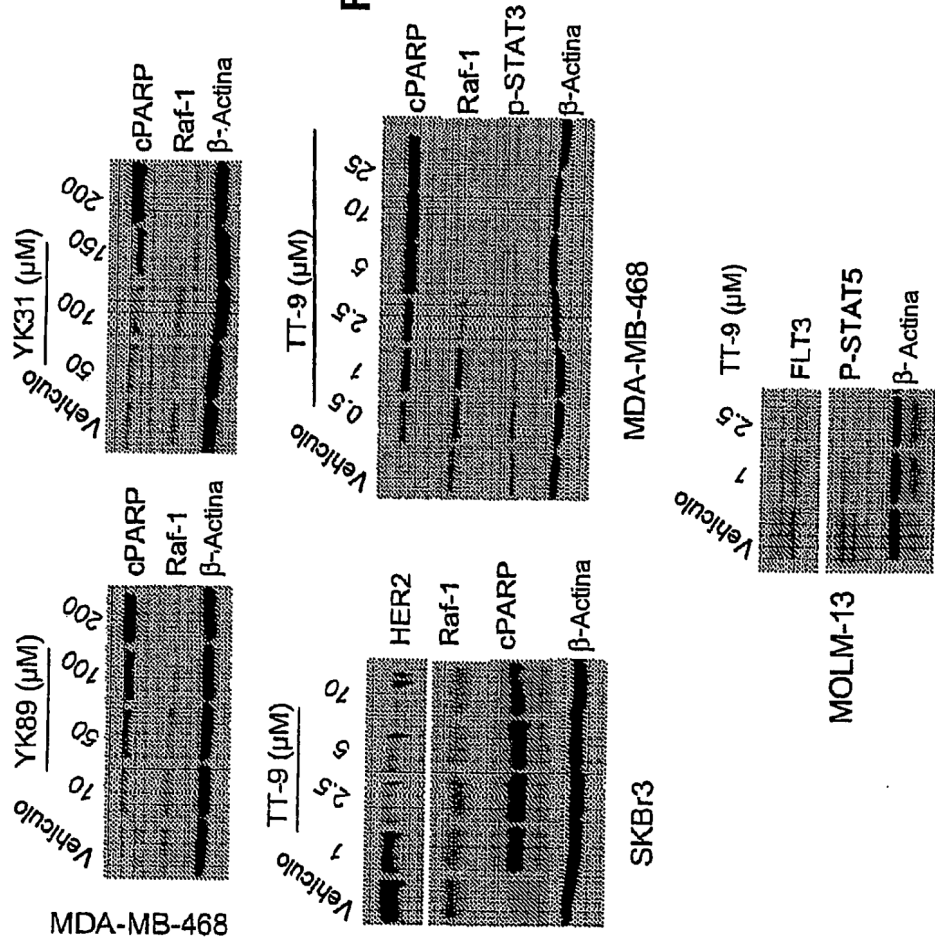 MDA-MB-468
YK89 (µM)
Vehículo 10 50 100 200
cPARP
Raf-1
β-Actina
YK31 (µM)
Vehículo 50 100 150 200
cPARP
Raf-1
β-Actina
TT-9 (µM)
Vehículo 1 2.5 5 10
HER2
Raf-1
cPARP
β-Actina
SKBr3
TT-9 (µM)
Vehículo 0.5 1 2.5 5 10 25
cPARP
Raf-1
p-STAT3
β-Actina
MDA-MB-468
Vehículo 1 2.5 TT-9 (µM)
FLT3
P-STAT5
β-Actina
MOLM-13